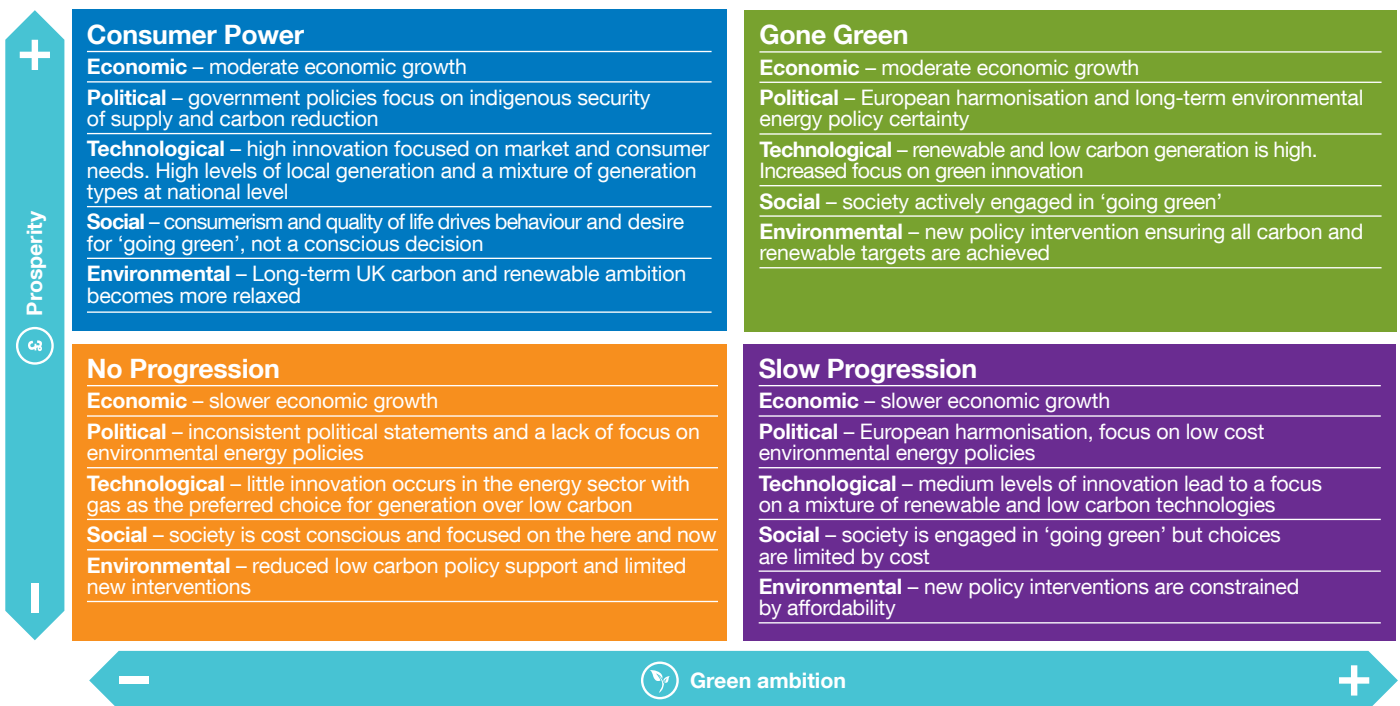 Consumer Power
Economic – moderate economic growth
Political – government policies focus on indigenous security
of supply and carbon reduction
Technological – high innovation focused on market and consumer
needs. High levels of local generation and a mixture of generation
types at national level
Social – consumerism and quality of life drives behaviour and desire
for ‘going green’, not a conscious decision
Environmental – Long-term UK carbon and renewable ambition
becomes more relaxed
Gone Green
Economic – moderate economic growth
Political – European harmonisation and long-term environmental
energy policy certainty
Technological – renewable and low carbon generation is high.
Increased focus on green innovation
Social – society actively engaged in ‘going green’
Environmental – new policy intervention ensuring all carbon and
renewable targets are achieved
Prosperity
No Progression
Economic – slower economic growth
Political – inconsistent political statements and a lack of focus on
environmental energy policies
Technological – little innovation occurs in the energy sector with
gas as the preferred choice for generation over low carbon
Social – society is cost conscious and focused on the here and now
Environmental – reduced low carbon policy support and limited
new interventions
Slow Progression
Economic – slower economic growth
Political – European harmonisation, focus on low cost
environmental energy policies
Technological – medium levels of innovation lead to a focus
on a mixture of renewable and low carbon technologies
Social – society is engaged in ‘going green’ but choices
are limited by cost
Environmental – new policy interventions are constrained
by affordability
Green ambition